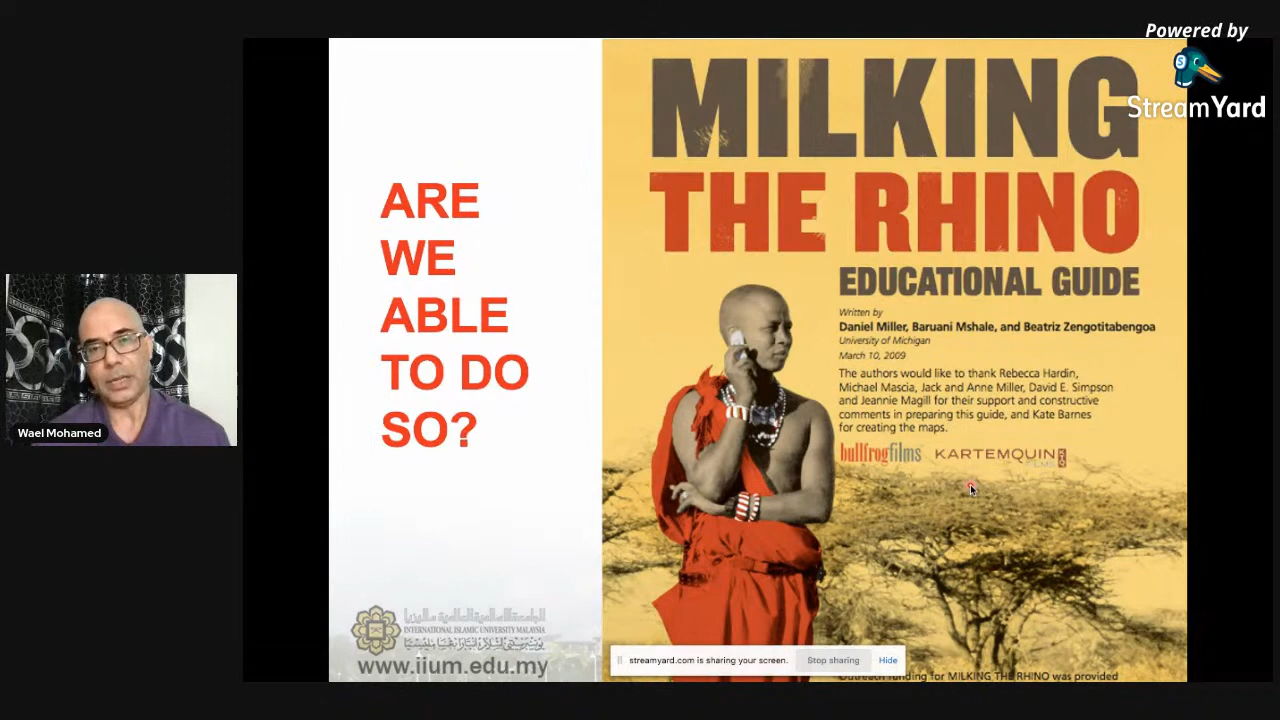 Powered by
StreamYard
Wael Mohamed
ARE
WE
ABLE
TO DO
SO?
INTERNATIONAL ISLAMIC UNIVERSITY MALAYSIA
www.iium.edu.my
MILKING
THE RHINO
EDUCATIONAL GUIDE
Written by
Daniel Miller, Baruani Mshale, and Beatriz Zengotitabengoa
University of Michigan
March 10, 2009
The authors would like to thank Rebecca Hardin,
Michael Mascia, Jack and Anne Miller, David E. Simpson
and Jeannie Magill for their support and constructive
comments in preparing this guide, and Kate Barnes
for creating the maps.
bullfrogfilms KARTEMQUIN
FILMS
streamyard.com is sharing your screen. Stop sharing Hide
Outreach funding for MILKING THE RHINO was provided